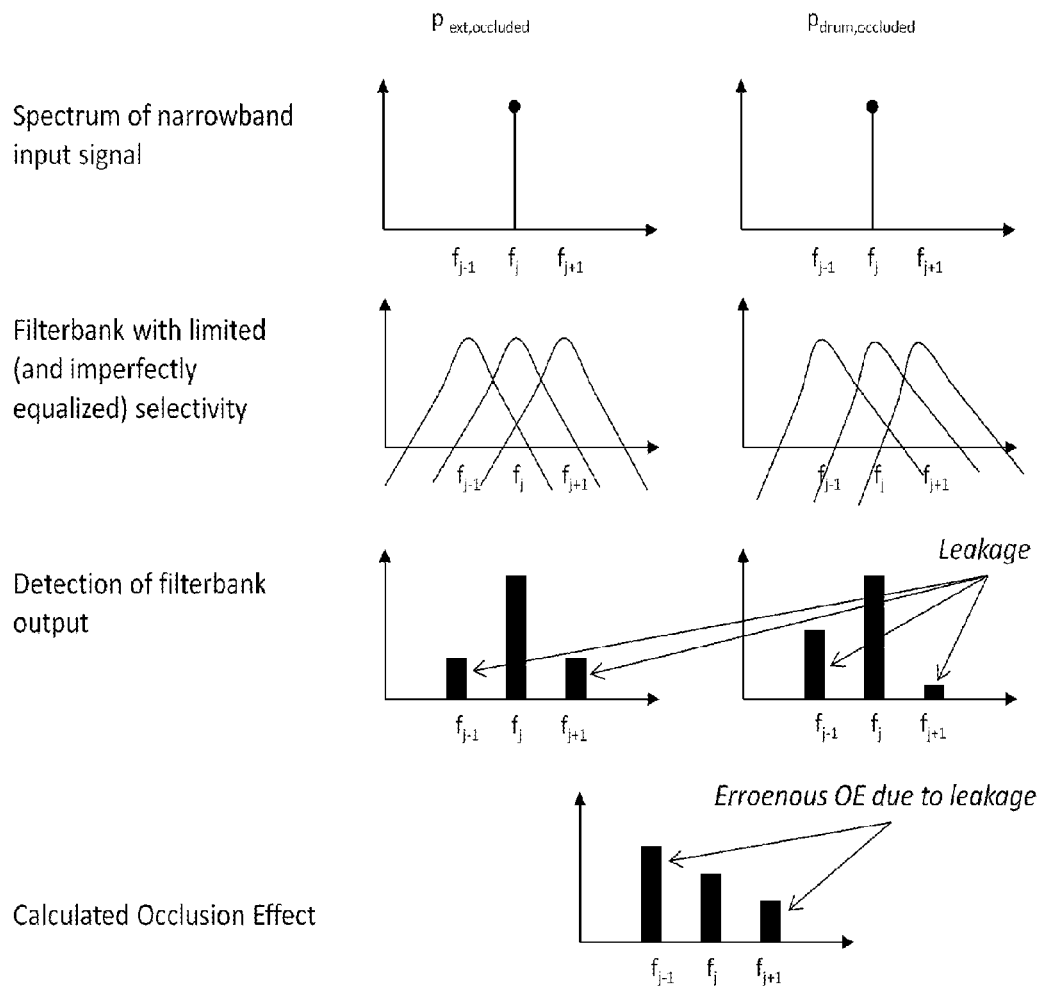 p ext,occluded
p drum,occluded
Spectrum of narrowband
input signal
f j-1 f j f j+1
f j-1 f j f j+1
Filterbank with limited
(and imperfectly
equalized) selectivity
f j-1 f j f j+1
f j-1 f j f j+1
Leakage
Detection of filterbank
output
f j-1 f j f j+1
f j-1 f j f j+1
Erroenous OE due to leakage
Calculated Occlusion Effect
f j-1 f j f j+1